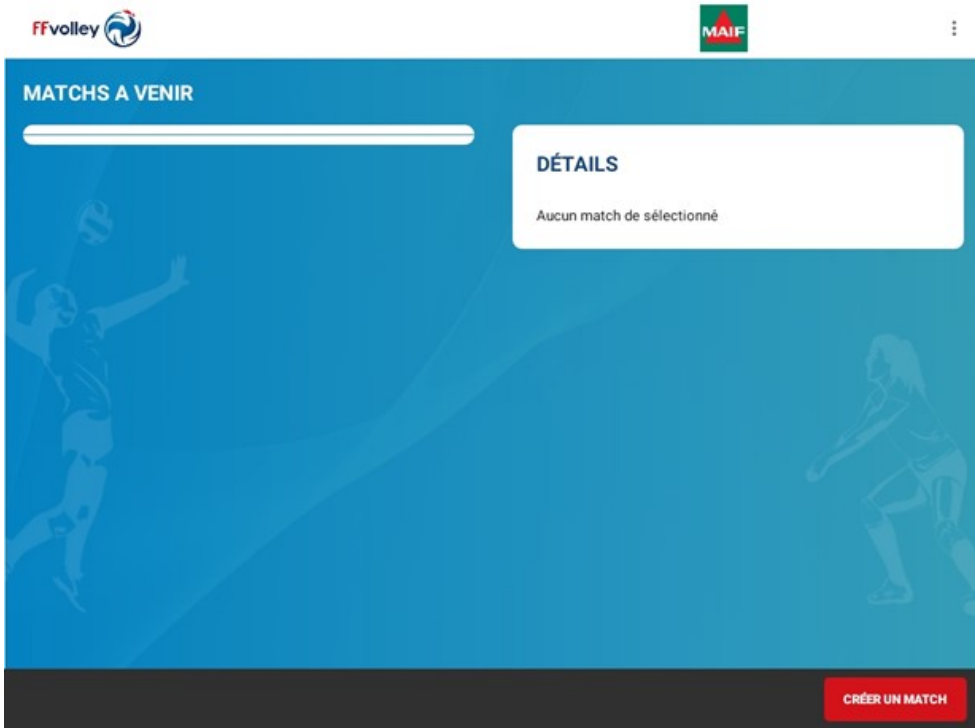 FFvolley
MAIF
MATCHS A VENIR
DÉTAILS
Aucun match de sélectionné
CRÉER UN MATCH